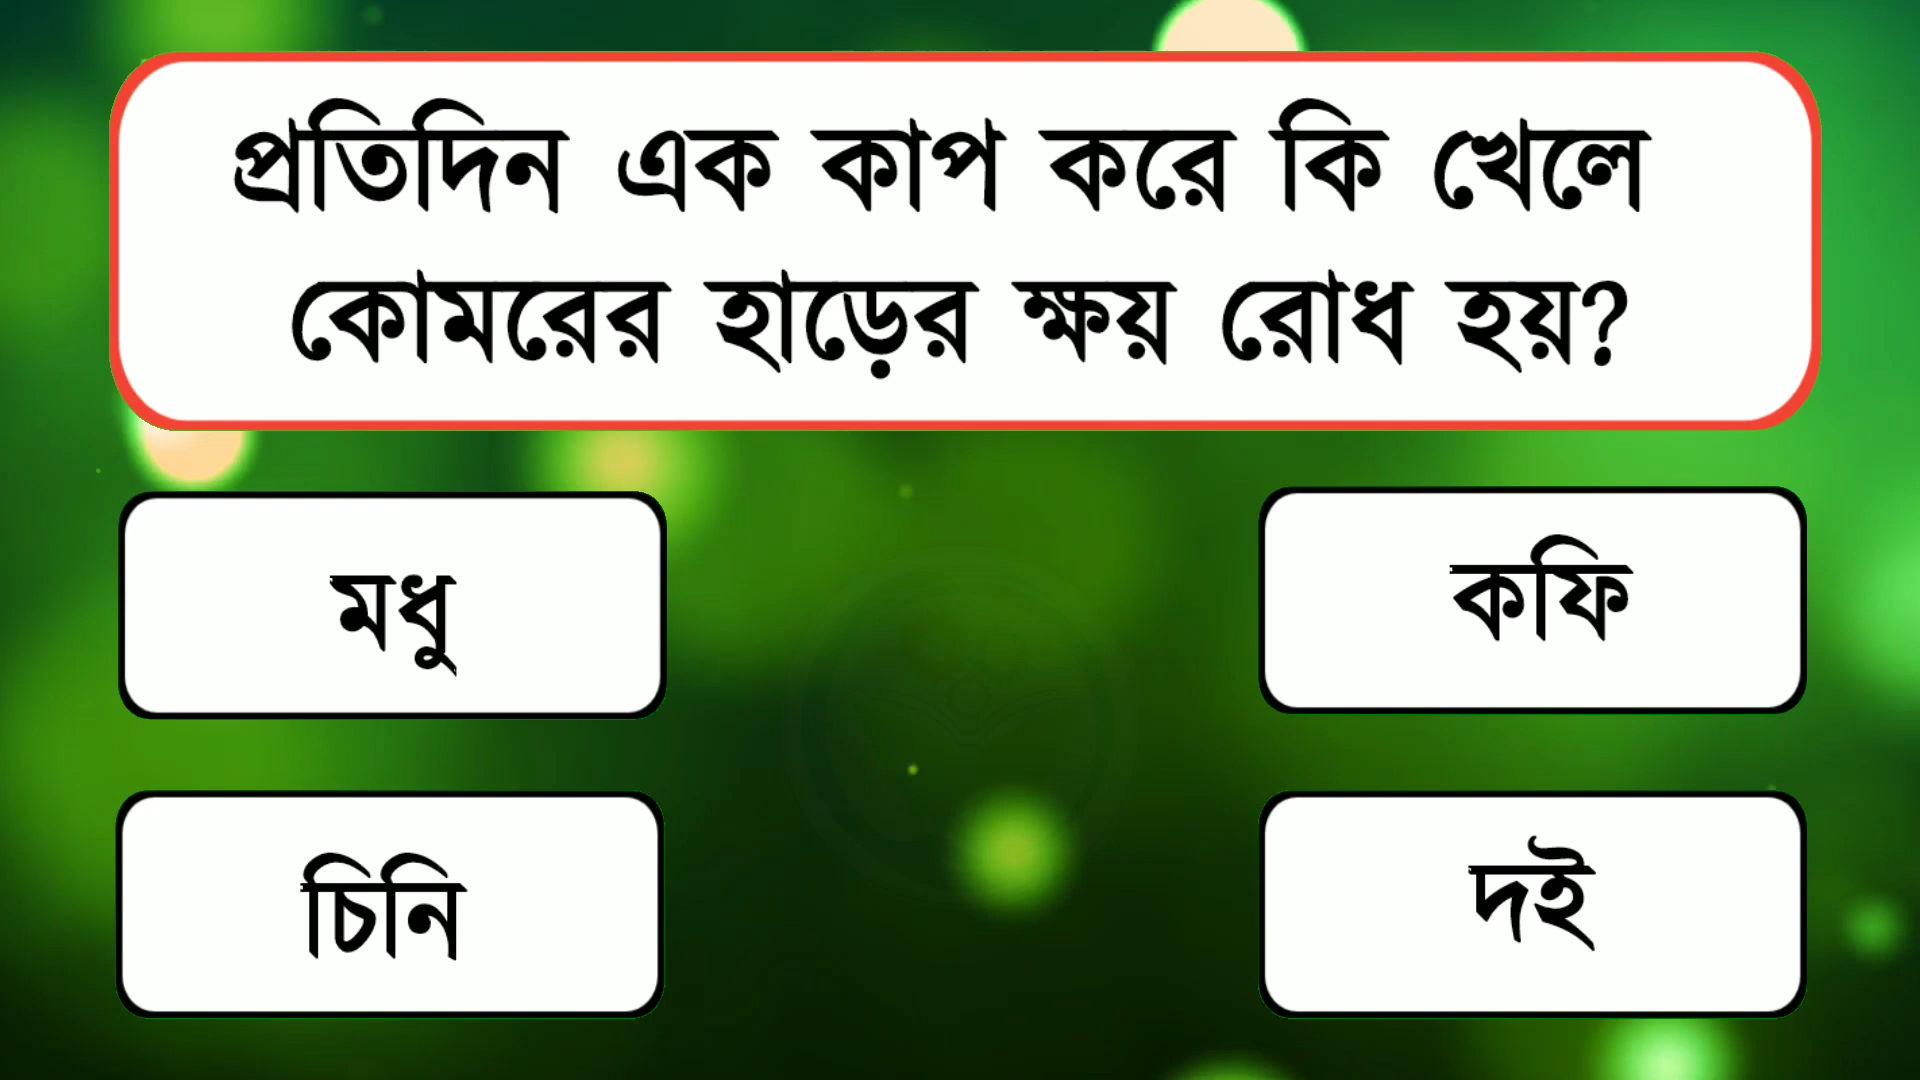 প্রতিদিন এক কাপ করে কি খেলে
কোমরের হাড়ের ক্ষয় রোধ হয়?
মধু
কফি
চিনি
দই